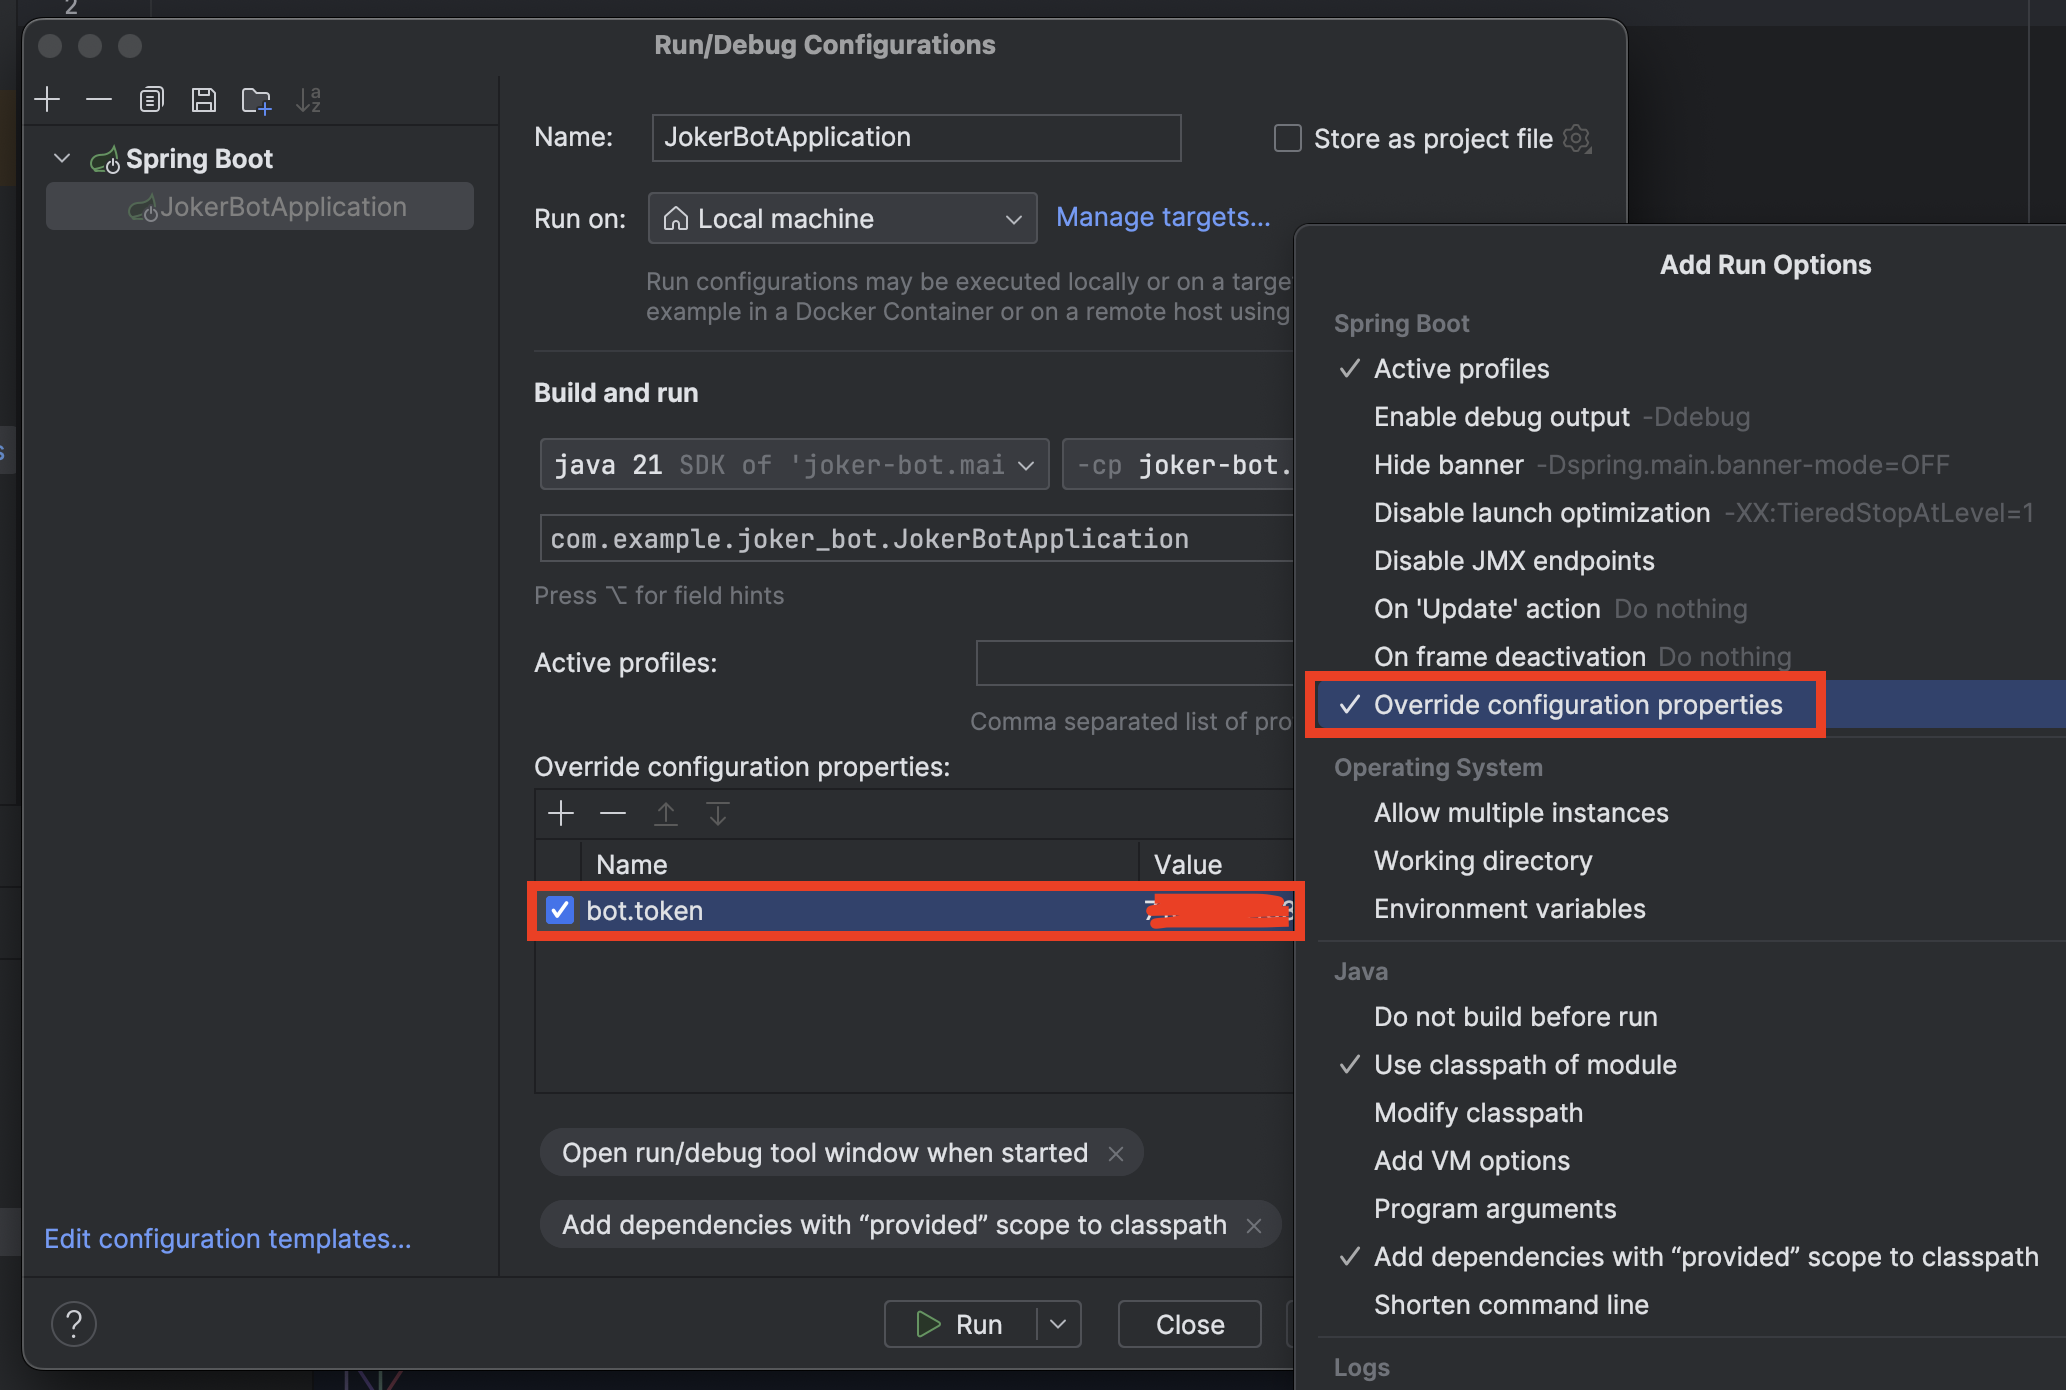 2
Run/Debug Configurations
Spring Boot
JokerBotApplication
Edit configuration templates...
?
Name:
JokerBotApplication
Store as project file
Run on:
Local machine
Manage targets...
Run configurations may be executed locally or on a targe
example in a Docker Container or on a remote host using
Build and run
java 21 SDK of 'joker-bot.mai
-cp joker-bot.
com.example.joker_bot.JokerBotApplication
Press ⌥ for field hints
Active profiles:
Comma separated list of pro
Override configuration properties:
Name
Value
bot.token
Open run/debug tool window when started
Add dependencies with “provided” scope to classpath
Run
Close
Add Run Options
Spring Boot
Active profiles
Enable debug output -Ddebug
Hide banner -Dspring.main.banner-mode=OFF
Disable launch optimization -XX:TieredStopAtLevel=1
Disable JMX endpoints
On 'Update' action Do nothing
On frame deactivation Do nothing
Override configuration properties
Operating System
Allow multiple instances
Working directory
Environment variables
Java
Do not build before run
Use classpath of module
Modify classpath
Add VM options
Program arguments
Add dependencies with “provided” scope to classpath
Shorten command line
Logs